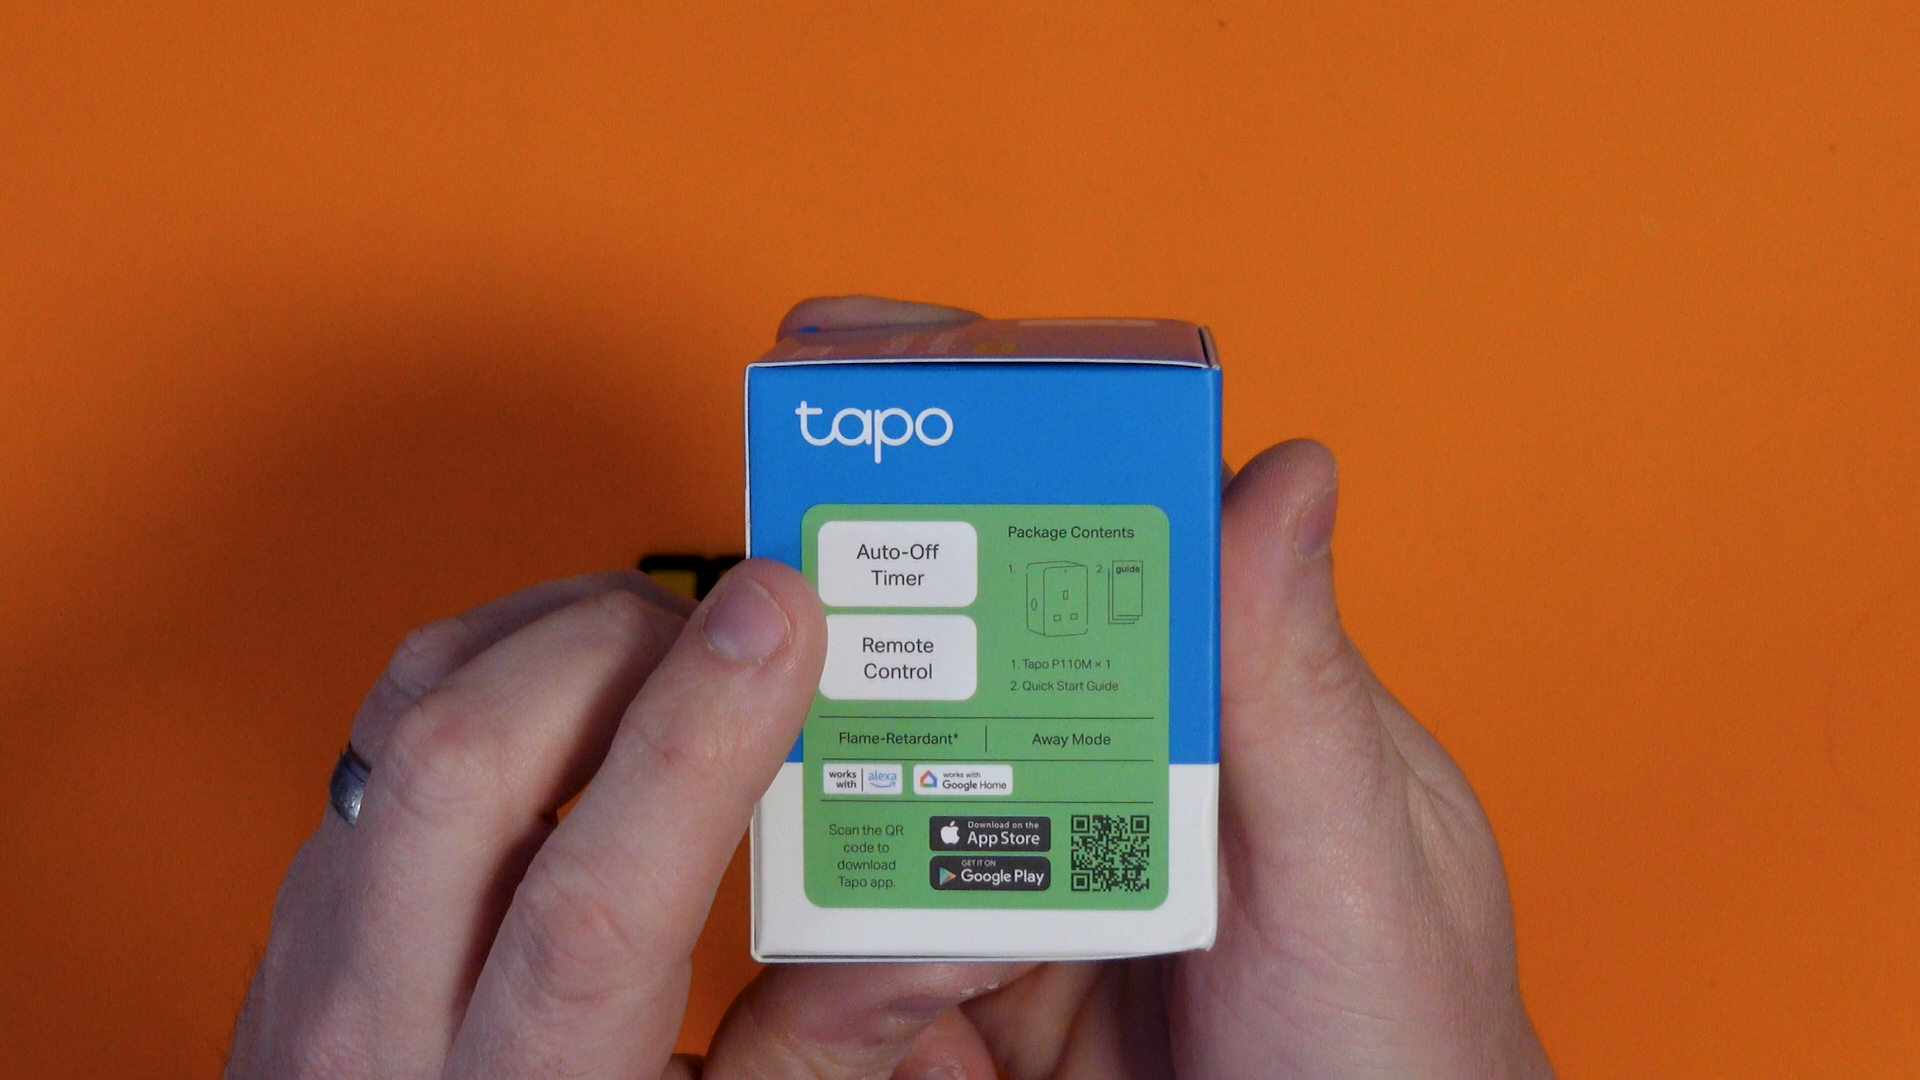 tapo
Auto-Off
Timer
Remote
Control
Package Contents
1.
2.
guide
1. Tapo P110M × 1
2. Quick Start Guide
Flame-Retardant*
Away Mode
works
with
alexa
works with
Google Home
Scan the QR
code to
download
Tapo app.
Download on the
App Store
GET IT ON
Google Play